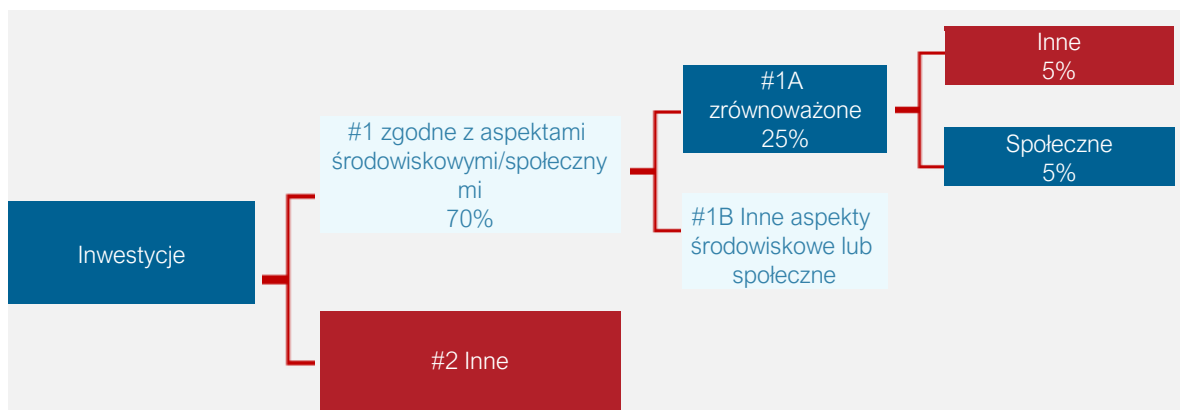 Inwestycje
#1 zgodne z aspektami
środowiskowymi/społeczny
mi
70%
#2 Inne
#1A
zrównoważone
25%
#1B Inne aspekty
środowiskowe lub
społeczne
Inne
5%
Społeczne
5%